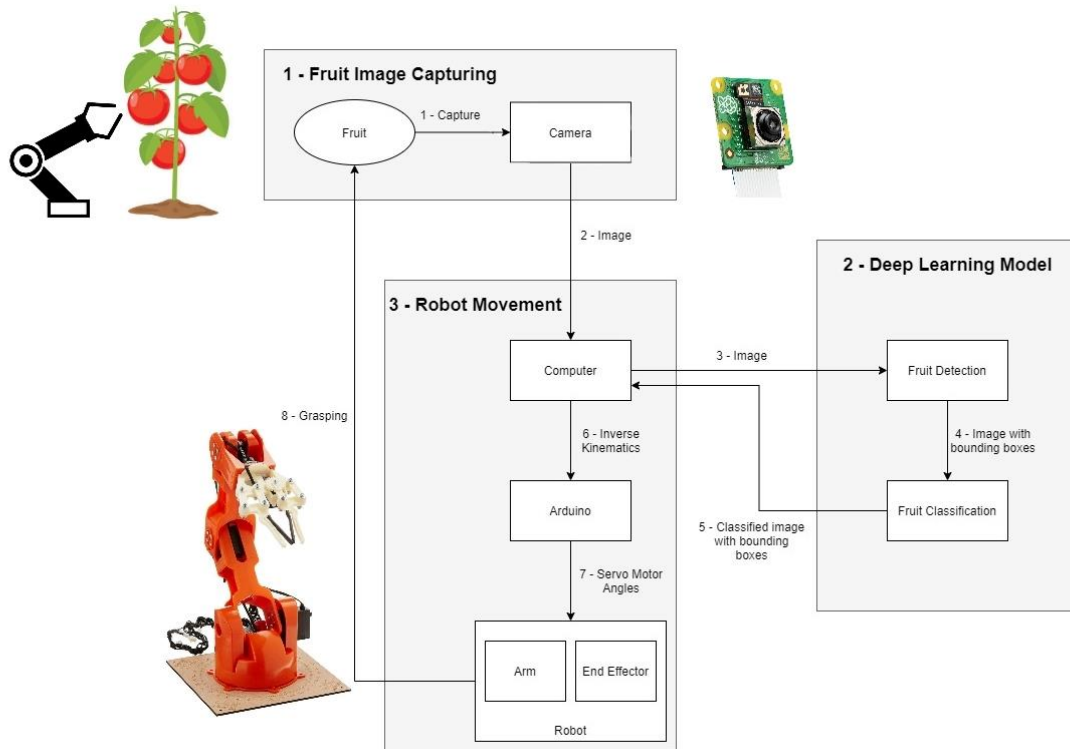 1 - Fruit Image Capturing
Fruit
1 - Capture
Camera
2 - Image
2 - Deep Learning Model
3 - Robot Movement
Computer
3 - Image
Fruit Detection
8 - Grasping
6 - Inverse
Kinematics
4 - Image with
bounding boxes
Arduino
5 - Classified image
with bounding
boxes
Fruit Classification
7 - Servo Motor
Angles
Arm
End Effector
Robot